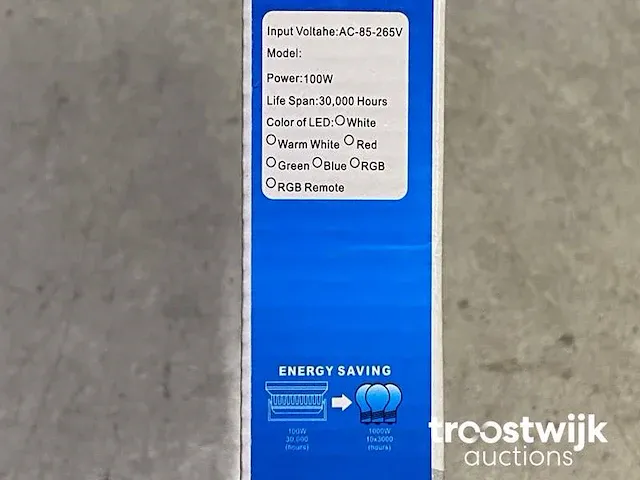 Input Voltahe:AC-85-265V
Model:
Power:100W
Life Span:30,000 Hours
Color of LED: White
Warm White Red
Green Blue RGB
RGB Remote
ENERGY SAVING
100W
30,000
(hours)
1000W
10x3000
(hours)
troostwijk
auctions